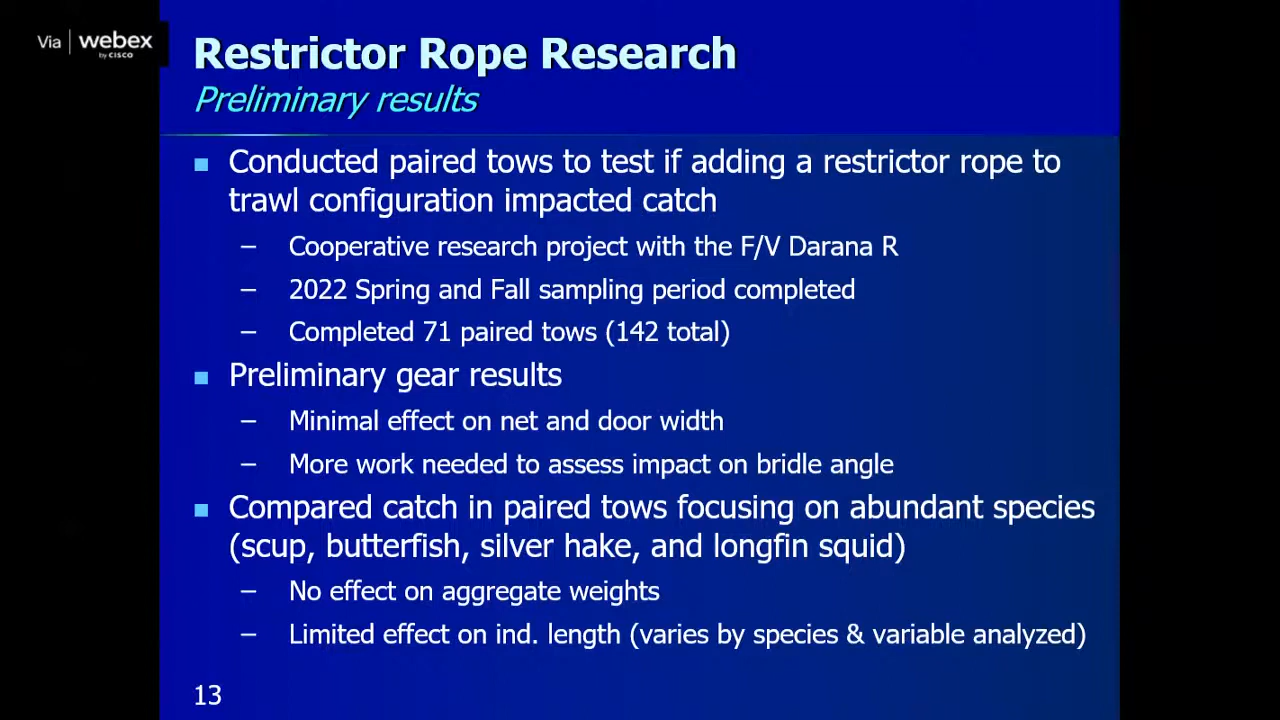 Via webex
by CISCO
Restrictor Rope Research
Preliminary results
Conducted paired tows to test if adding a restrictor rope to
trawl configuration impacted catch
– Cooperative research project with the F/V Darana R
– 2022 Spring and Fall sampling period completed
– Completed 71 paired tows (142 total)
Preliminary gear results
– Minimal effect on net and door width
– More work needed to assess impact on bridle angle
Compared catch in paired tows focusing on abundant species
(scup, butterfish, silver hake, and longfin squid)
– No effect on aggregate weights
– Limited effect on ind. length (varies by species & variable analyzed)
13